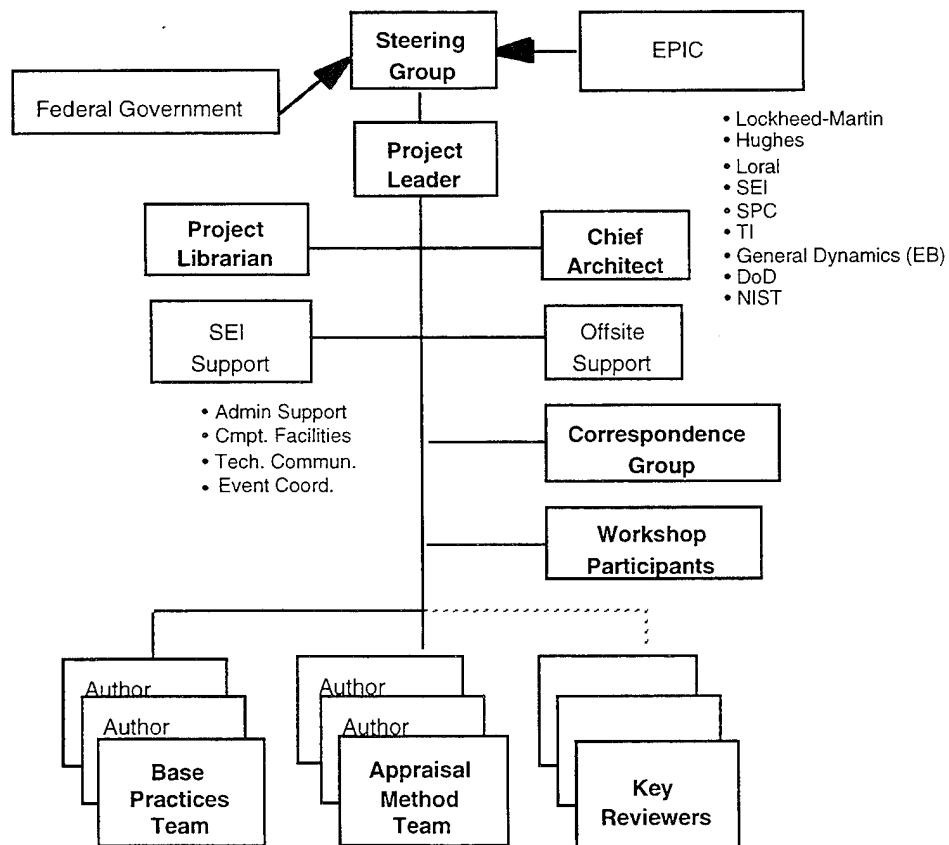 Steering
Group
EPIC
Federal Government
Project
Leader
• Lockheed-Martin
• Hughes
• Loral
• SEI
• SPC
• TI
• General Dynamics (EB)
• DoD
• NIST
Project
Librarian
Chief
Architect
SEI
Support
Offsite
Support
• Admin Support
• Cmpt. Facilities
• Tech. Commun.
• Event Coord.
Correspondence
Group
Workshop
Participants
Author
Author
Base
Practices
Team
Author
Author
Appraisal
Method
Team
Key
Reviewers